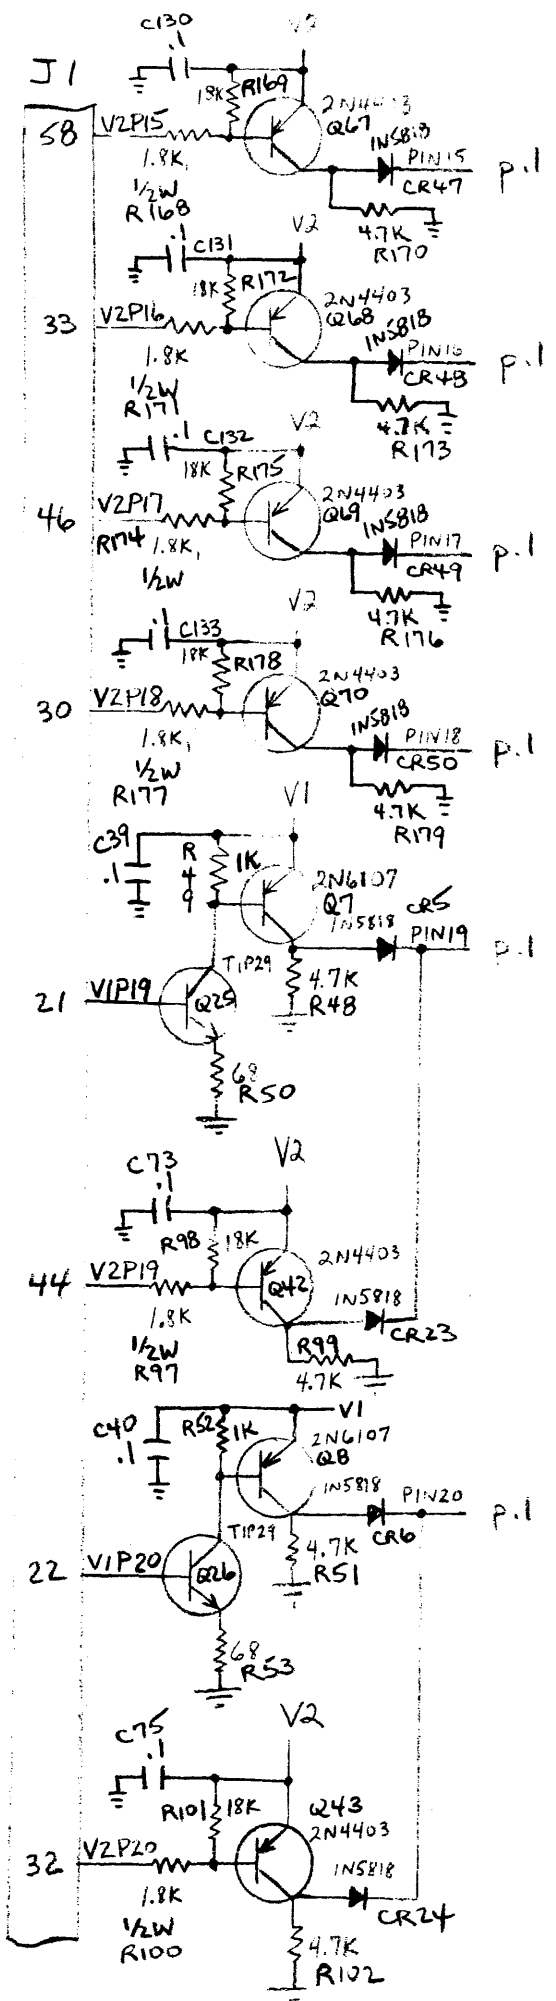 C130
.1
V2
J1
18K
R169
2N4403
Q67
58
V2P15
1N5818
PIN15
p.1
1.8K,
1/2W
R168
CR47
4.7K
R170
.1
C131
V2
18K
R172
2N4403
Q68
33
V2P16
1N5818
PIN16
p.1
1.8K
1/2W
R171
CR48
4.7K
R173
.1
C132
V2
18K
R175
2N4403
Q69
46
V2P17
R174
1.8K,
1/2W
1N5818
PIN17
p.1
CR49
4.7K
R176
.1
C133
V2
18K
R178
2N4403
Q70
30
V2P18
1.8K,
1/2W
R177
1N5818
PIN18
p.1
CR50
4.7K
R179
V1
C39
.1
R49
1K
2N6107
Q7
1N5818
CR5
PIN19
p.1
TIP29
4.7K
R48
21
V1P19
Q25
68
R50
C73
.1
V2
R98
18K
2N4403
44
V2P19
Q42
1.8K
1/2W
R97
1N5818
CR23
R99
4.7K
C40
.1
R52
1K
V1
2N6107
Q8
1N5818
PIN20
p.1
CR6
TIP29
4.7K
R51
22
V1P20
Q26
68
R53
C75
.1
V2
R101
18K
Q43
2N4403
32
V2P20
1N5818
1.8K
1/2W
R100
CR24
4.7K
R102